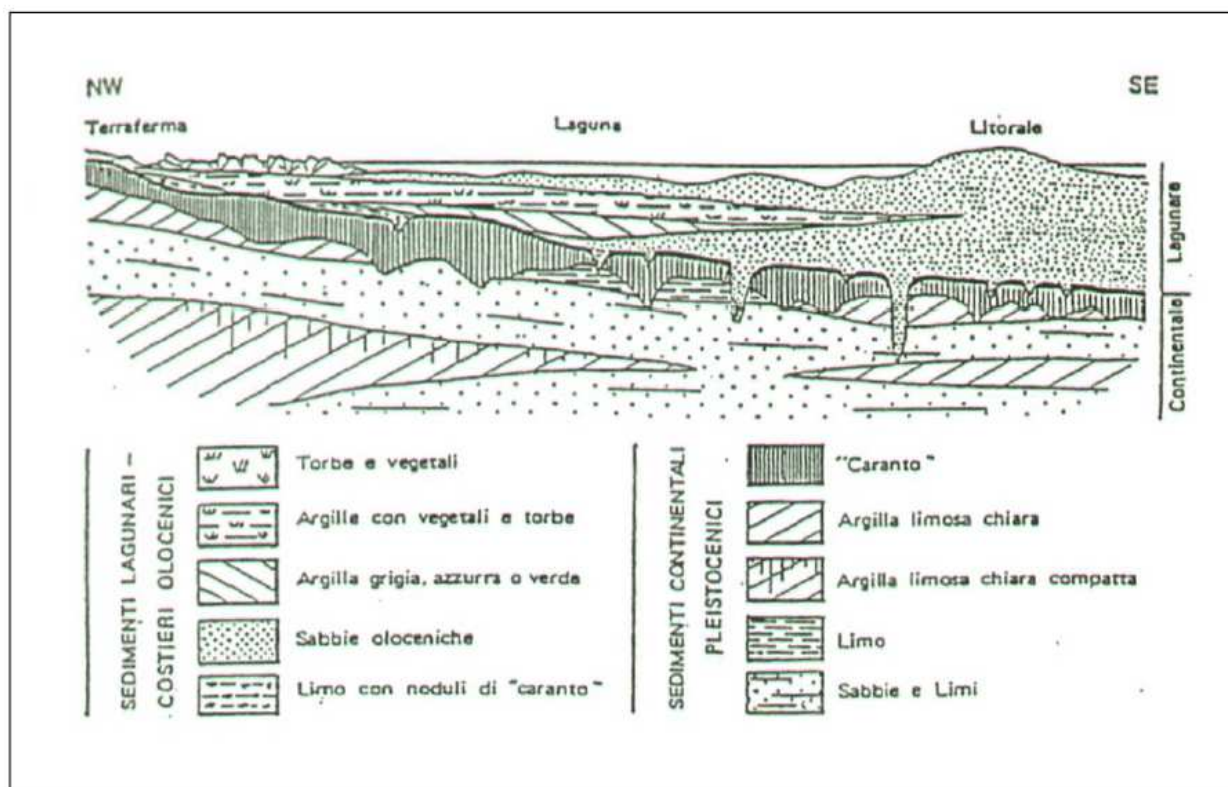 NW
SE
Terraferma
Laguna
Litorale
Lagunare
Continentale
SEDIMENTI LAGUNARI –
COSTIERI OLOCENICI
Torbe e vegetali
Argille con vegetali e torbe
Argilla grigia, azzurra o verde
Sabbie oloceniche
Limo con noduli di "caranto"
SEDIMENTI CONTINENTALI
PLEISTOCENICI
"Caranto"
Argilla limosa chiara
Argilla limosa chiara compatta
Limo
Sabbie e Limi